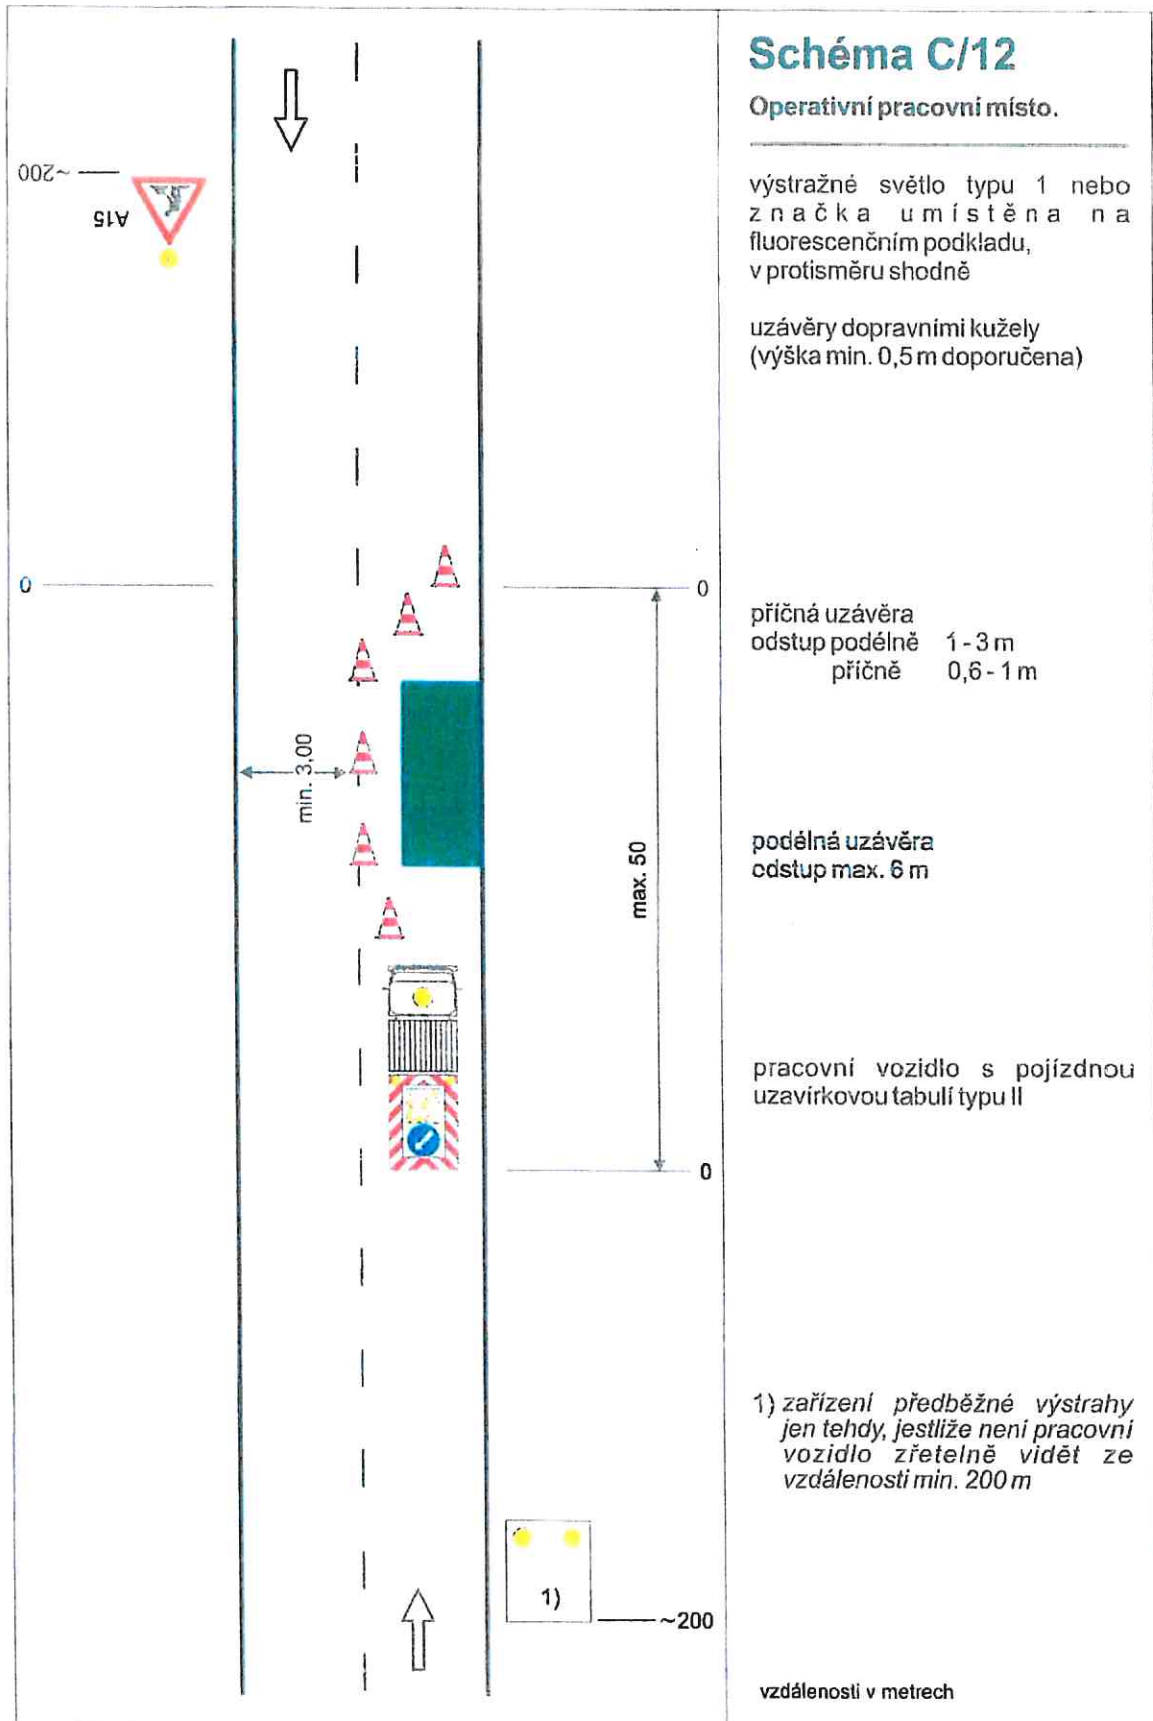 Schéma C/12
Operativní pracovní místo.
výstražné světlo typu 1 nebo
značka umístěna na
fluorescenčním podkladu,
v protisměru shodně
uzávěry dopravními kužely
(výška min. 0,5 m doporučena)
~200
A15
0
0
příčná uzávěra
odstup podélně 1 - 3 m
příčně 0,6 - 1 m
min. 3,00
max. 50
podélná uzávěra
odstup max. 6 m
pracovní vozidlo s pojízdnou
uzavírkovou tabulí typu II
0
1) zařízení předběžné výstrahy
jen tehdy, jestliže není pracovní
vozidlo zřetelně vidět ze
vzdálenosti min. 200 m
1)
~200
vzdálenosti v metrech